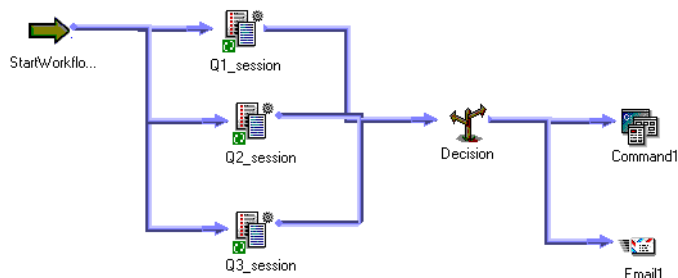 StartWorkflo...
Q1_session
Q2_session
Decision
Command1
Q3_session
Email1